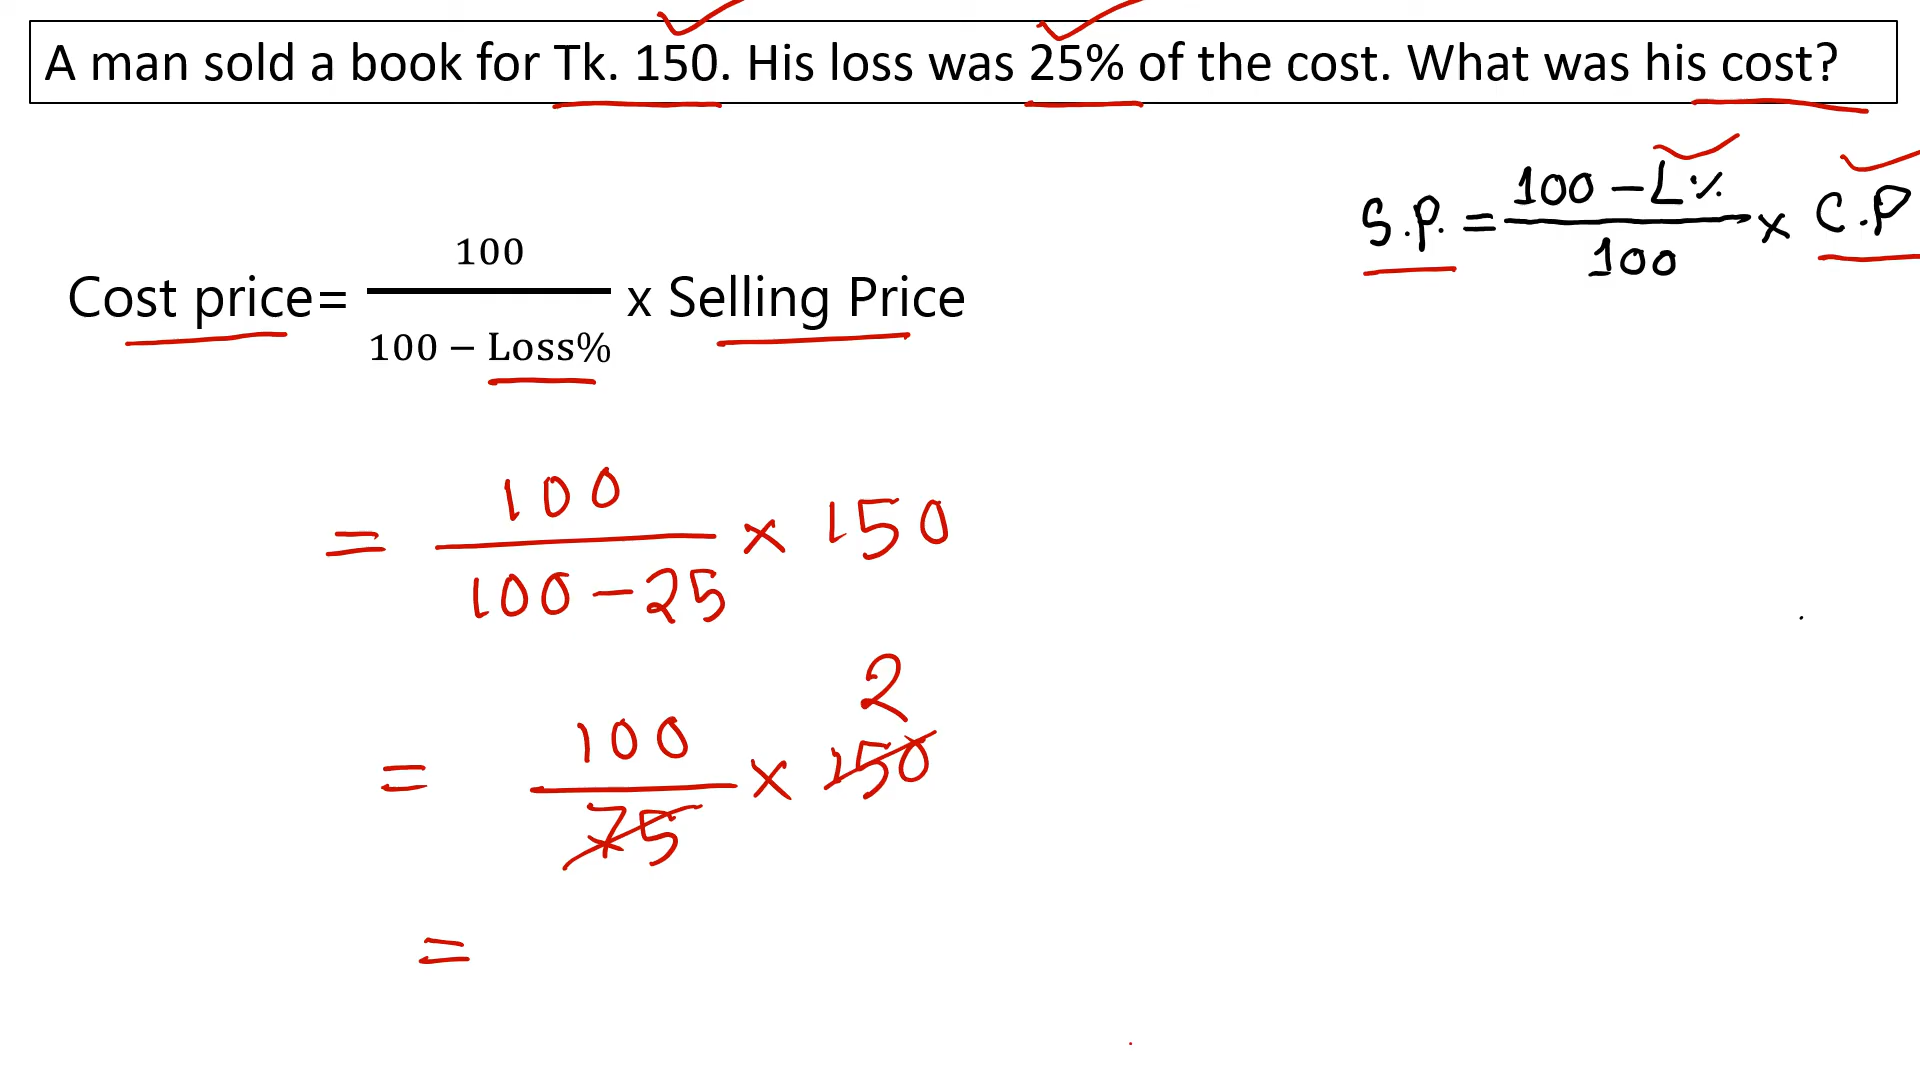 A man sold a book for Tk. 150. His loss was 25% of the cost. What was his cost?
S.P. = (100 - L%)/100 x C.P
Cost price= 100/(100 − Loss%) x Selling Price
= 100/(100 - 25) x 150
2
= 100/75 x 150
=